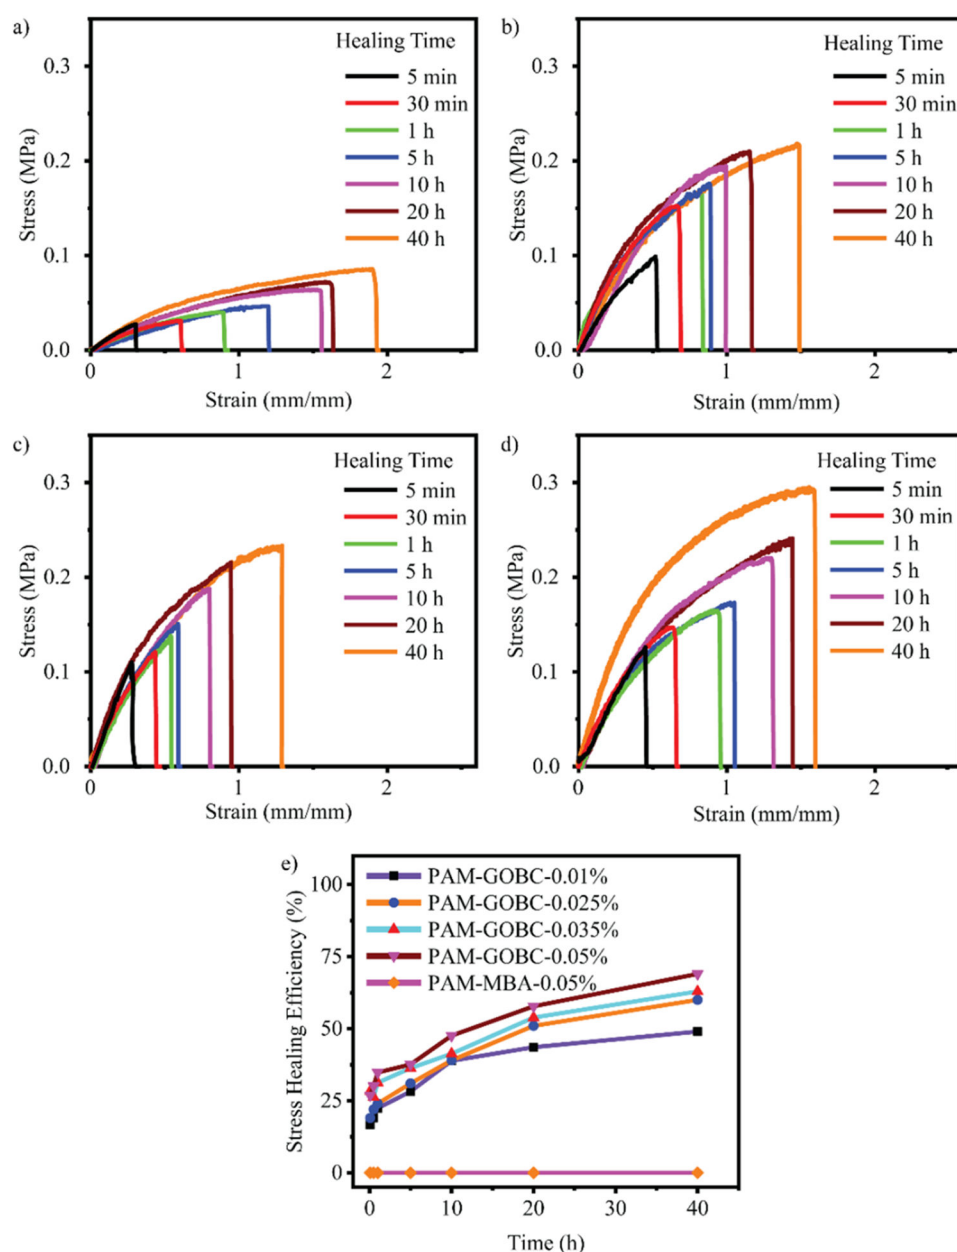 a)
Healing Time
5 min
30 min
1 h
5 h
10 h
20 h
40 h
0.3
0.2
0.1
0.0
Stress (MPa)
0
1
2
Strain (mm/mm)
b)
Healing Time
5 min
30 min
1 h
5 h
10 h
20 h
40 h
0.3
0.2
0.1
0.0
Stress (MPa)
0
1
2
Strain (mm/mm)
c)
Healing Time
5 min
30 min
1 h
5 h
10 h
20 h
40 h
0.3
0.2
0.1
0.0
Stress (MPa)
0
1
2
Strain (mm/mm)
d)
Healing Time
5 min
30 min
1 h
5 h
10 h
20 h
40 h
0.3
0.2
0.1
0.0
Stress (MPa)
0
1
2
Strain (mm/mm)
e)
PAM-GOBC-0.01%
PAM-GOBC-0.025%
PAM-GOBC-0.035%
PAM-GOBC-0.05%
PAM-MBA-0.05%
100
75
50
25
0
Stress Healing Efficiency (%)
0
10
20
30
40
Time (h)